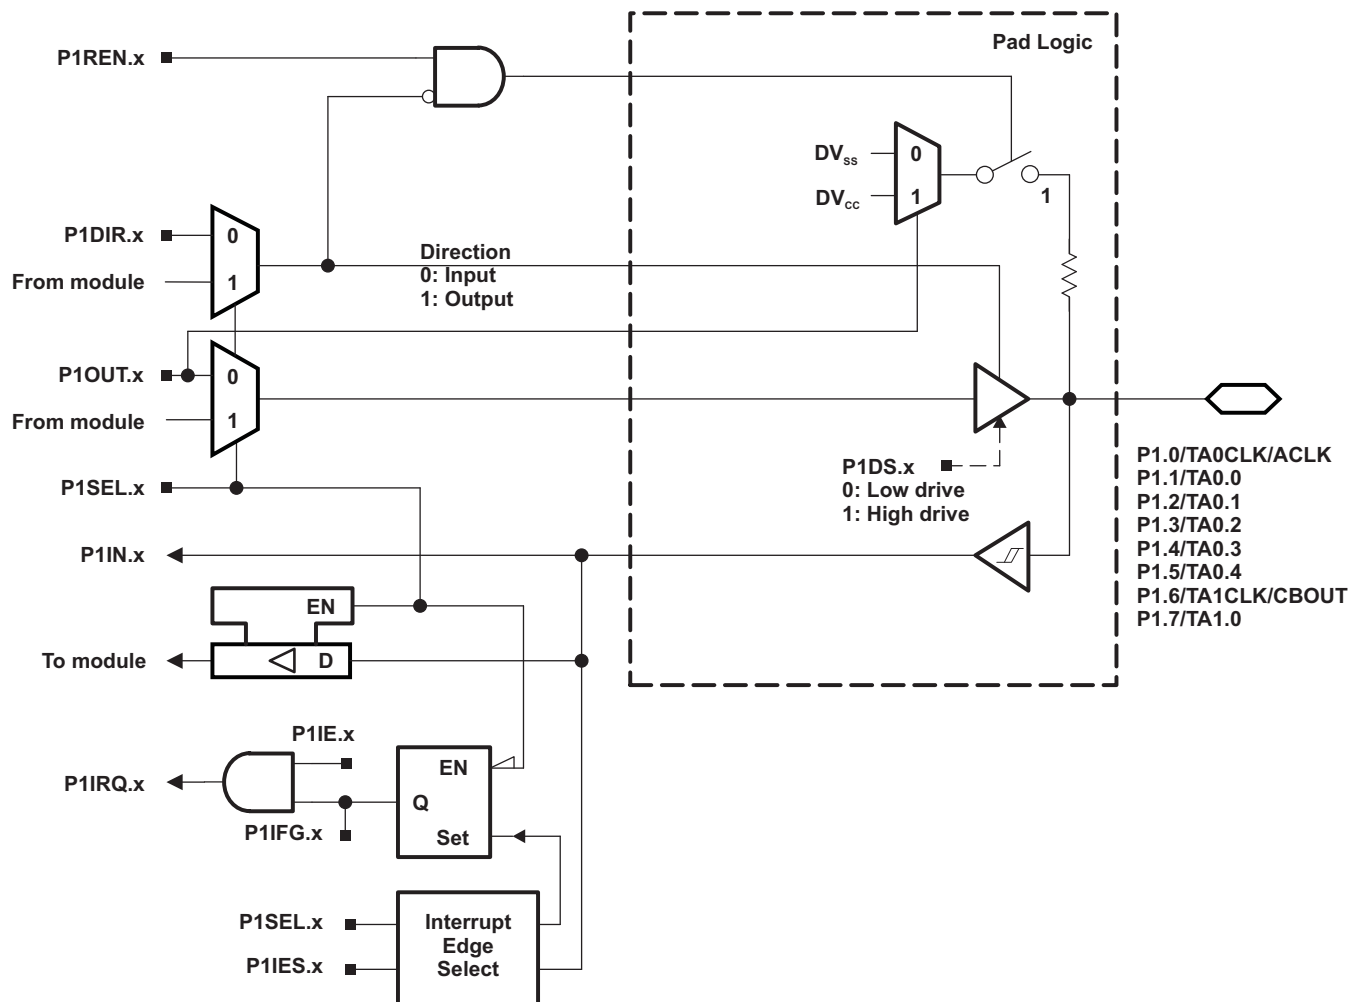 Pad Logic
P1REN.x
DVSS
0
DVCC
1
1
P1DIR.x
0
From module
1
Direction
0: Input
1: Output
P1OUT.x
0
From module
1
P1DS.x
0: Low drive
1: High drive
P1SEL.x
P1.0/TA0CLK/ACLK
P1.1/TA0.0
P1.2/TA0.1
P1.3/TA0.2
P1.4/TA0.3
P1.5/TA0.4
P1.6/TA1CLK/CBOUT
P1.7/TA1.0
P1IN.x
EN
To module
D
P1IE.x
P1IRQ.x
EN
Q
P1IFG.x
Set
P1SEL.x
P1IES.x
Interrupt
Edge
Select